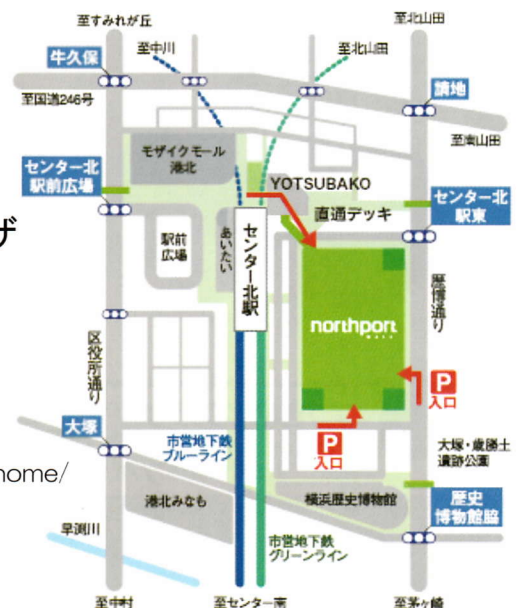 至すみれが丘
至北山田
牛久保
至中川
至北山田
請地
至国道246号
至南山田
モザイクモール
港北
センター北
駅前広場
YOTSUBAKO
センター北
駅東
直通デッキ
ザ
駅前
広場
あいたい
センター北駅
歴博通り
northport
区役所通り
P
入口
大塚
市営地下鉄
ブルーライン
P
入口
大塚・歳勝土
遺跡公園
home/
港北みなも
横浜歴史博物館
歴史
博物館脇
早渕川
市営地下鉄
グリーンライン
至中村
至センター南
至茅ヶ崎